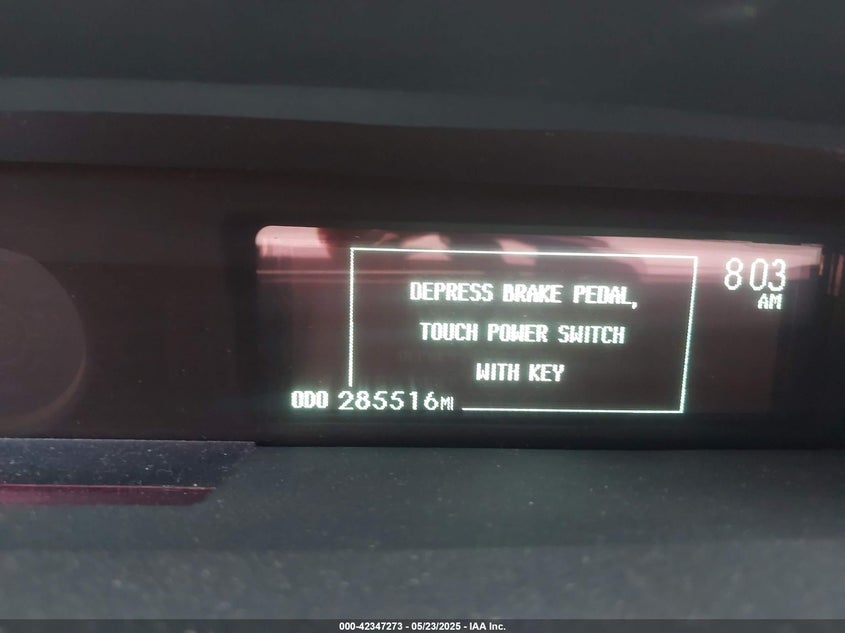 DEPRESS BRAKE PEDAL,
TOUCH POWER SWITCH
WITH KEY
803
AM
ODO 285516MI
000-42347273 - 05/23/2025 - IAA Inc.